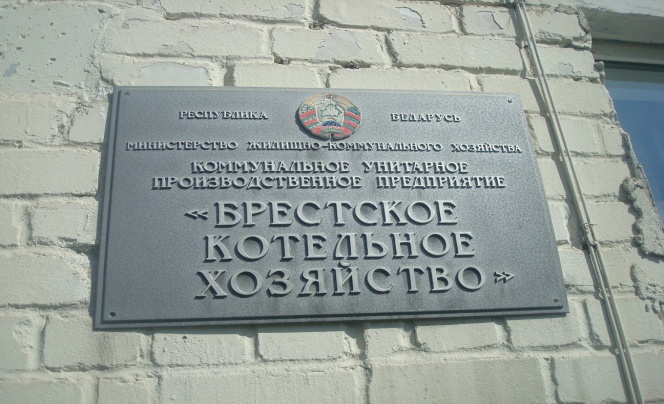 РЕСПУБЛИКА БЕЛАРУСЬ
МИНИСТЕРСТВО ЖИЛИЩНО-КОММУНАЛЬНОГО ХОЗЯЙСТВА
КОММУНАЛЬНОЕ УНИТАРНОЕ
ПРОИЗВОДСТВЕННОЕ ПРЕДПРИЯТИЕ
«БРЕСТСКОЕ
КОТЕЛЬНОЕ
ХОЗЯЙСТВО»